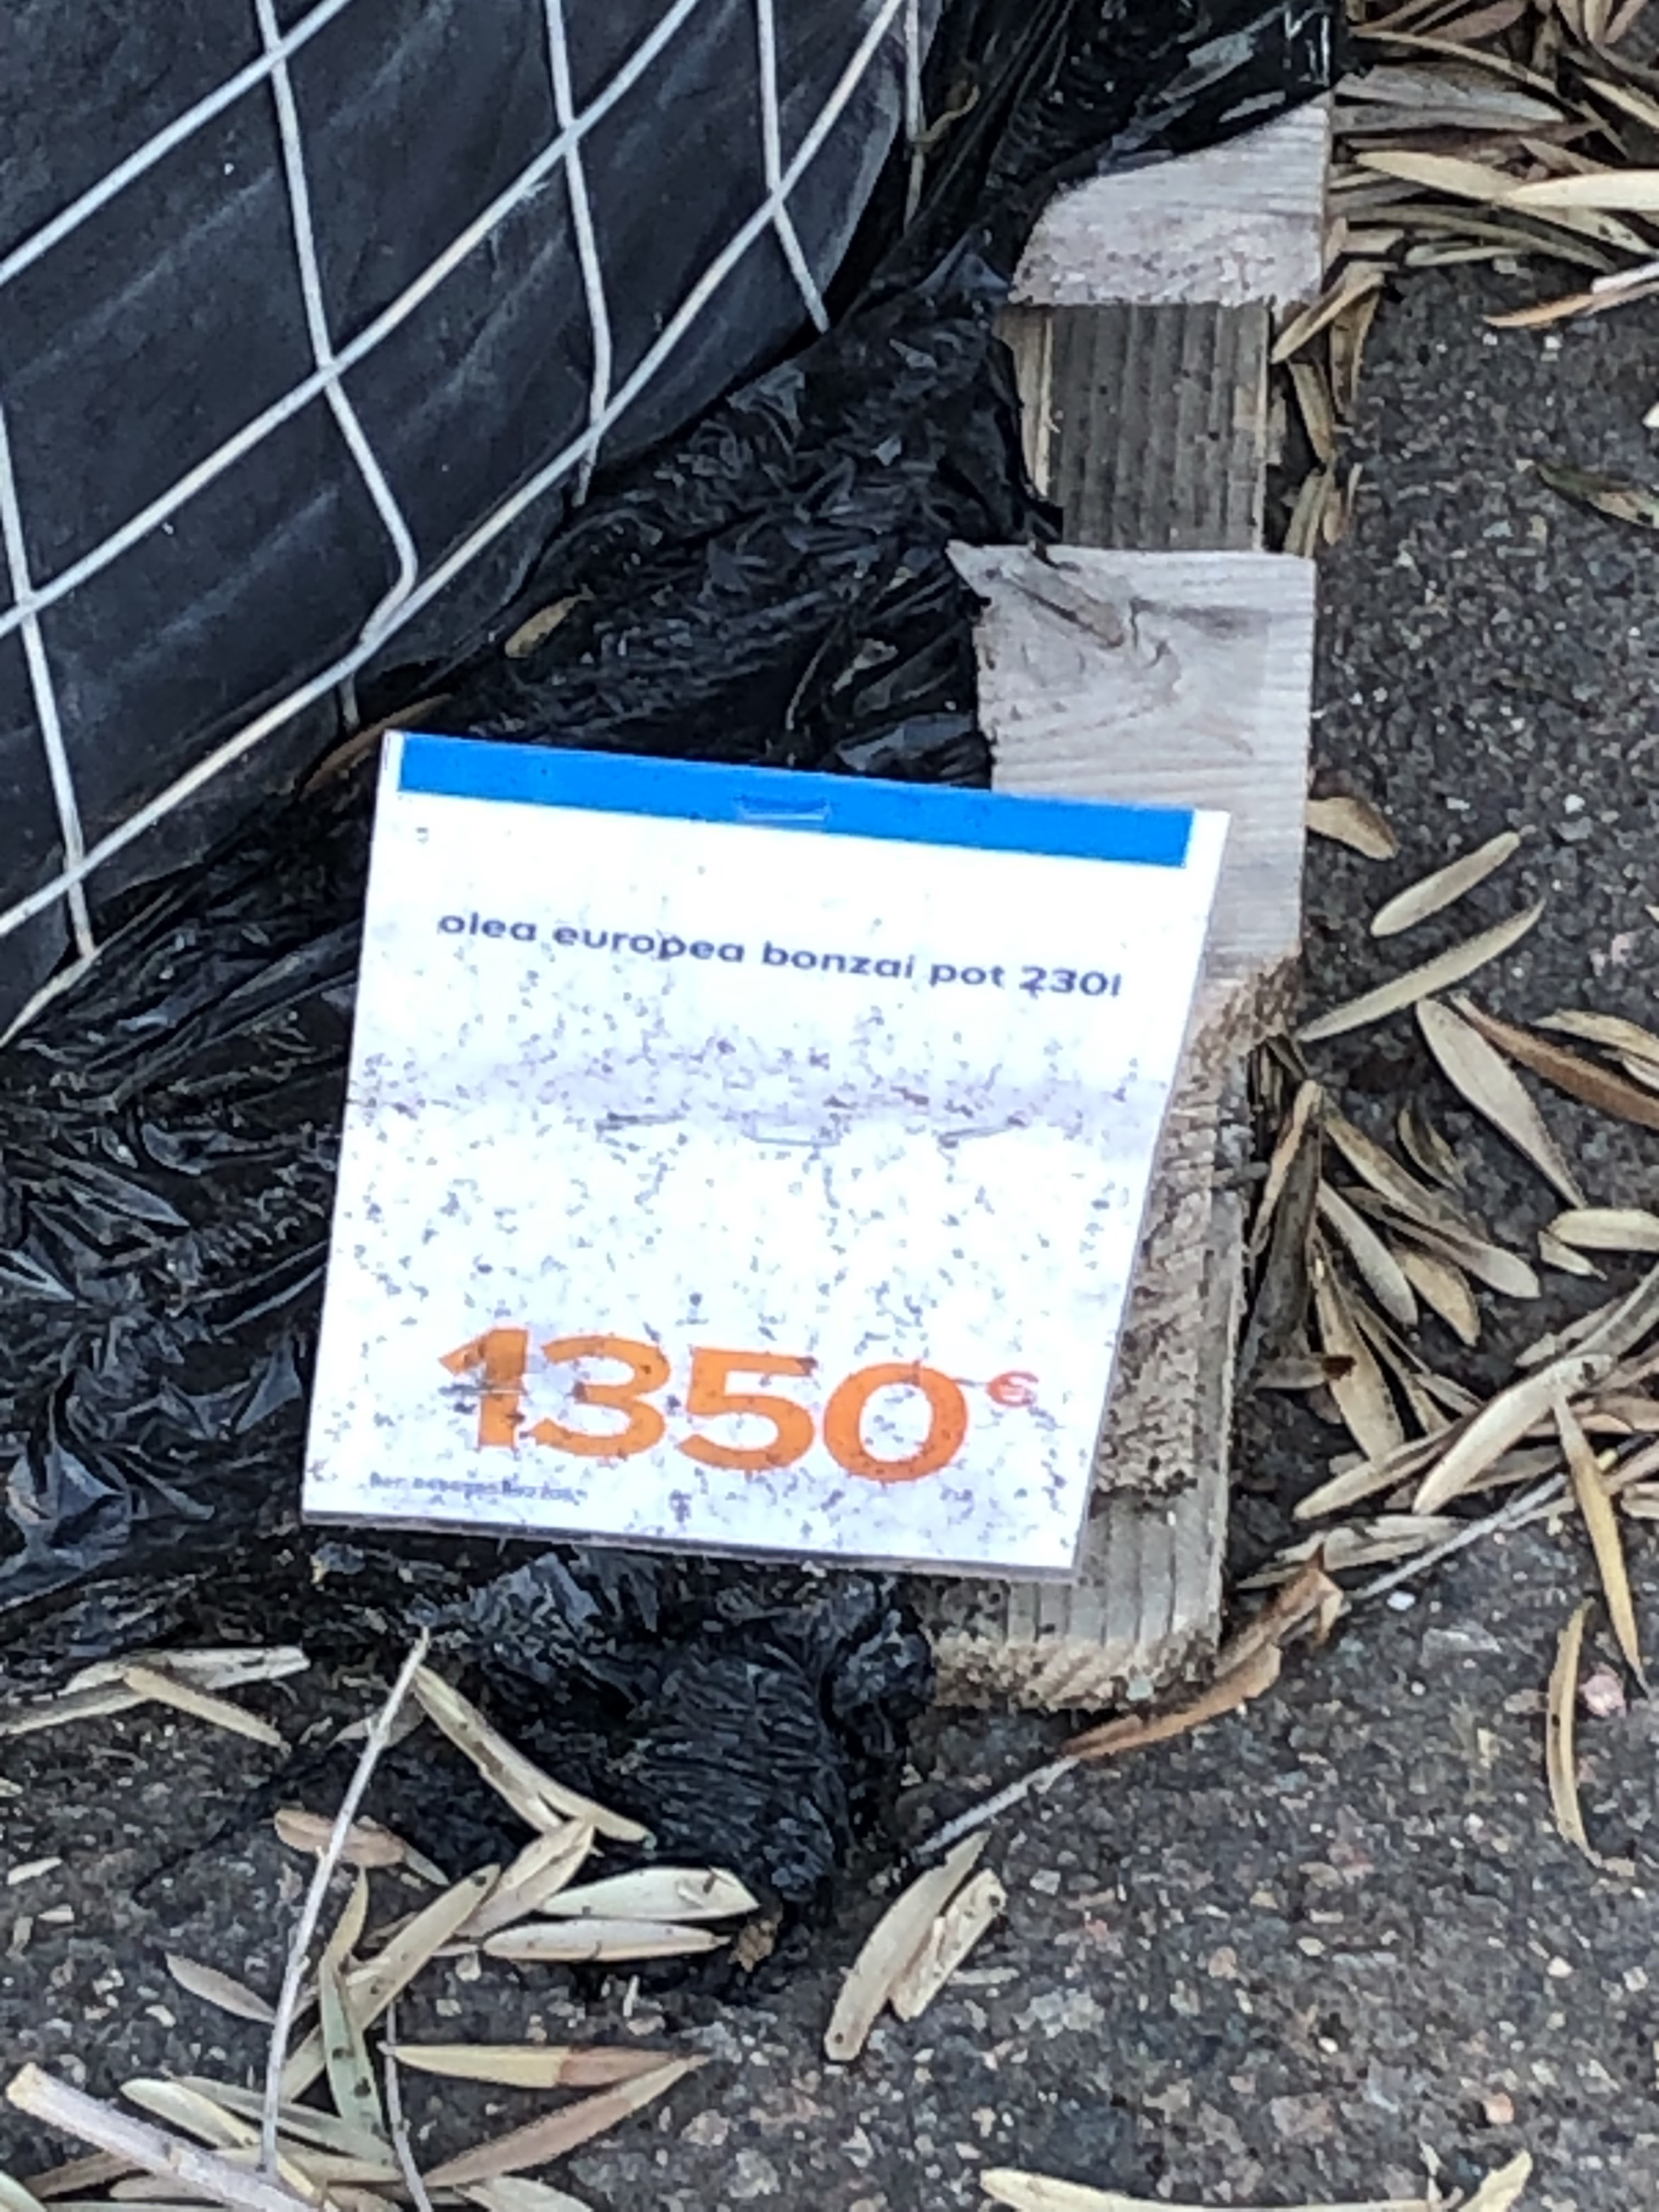 olea europea bonzai pot 230l
1350€